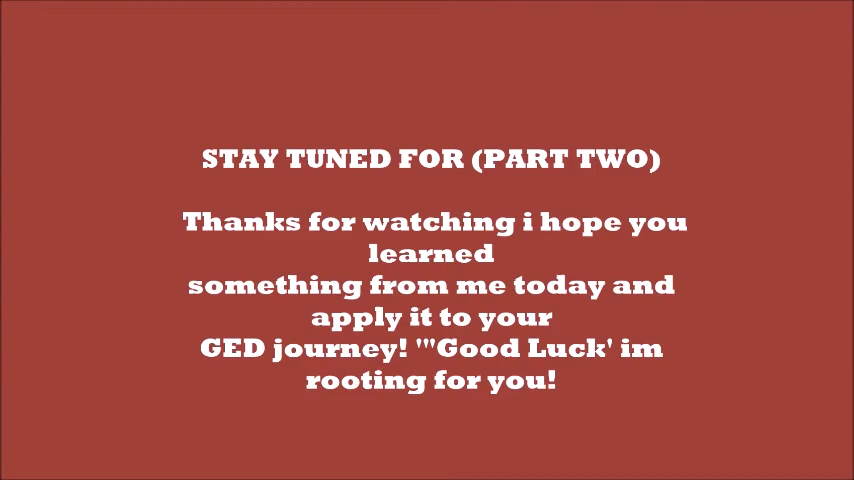 STAY TUNED FOR (PART TWO)
Thanks for watching i hope you
learned
something from me today and
apply it to your
GED journey! '"Good Luck' im
rooting for you!